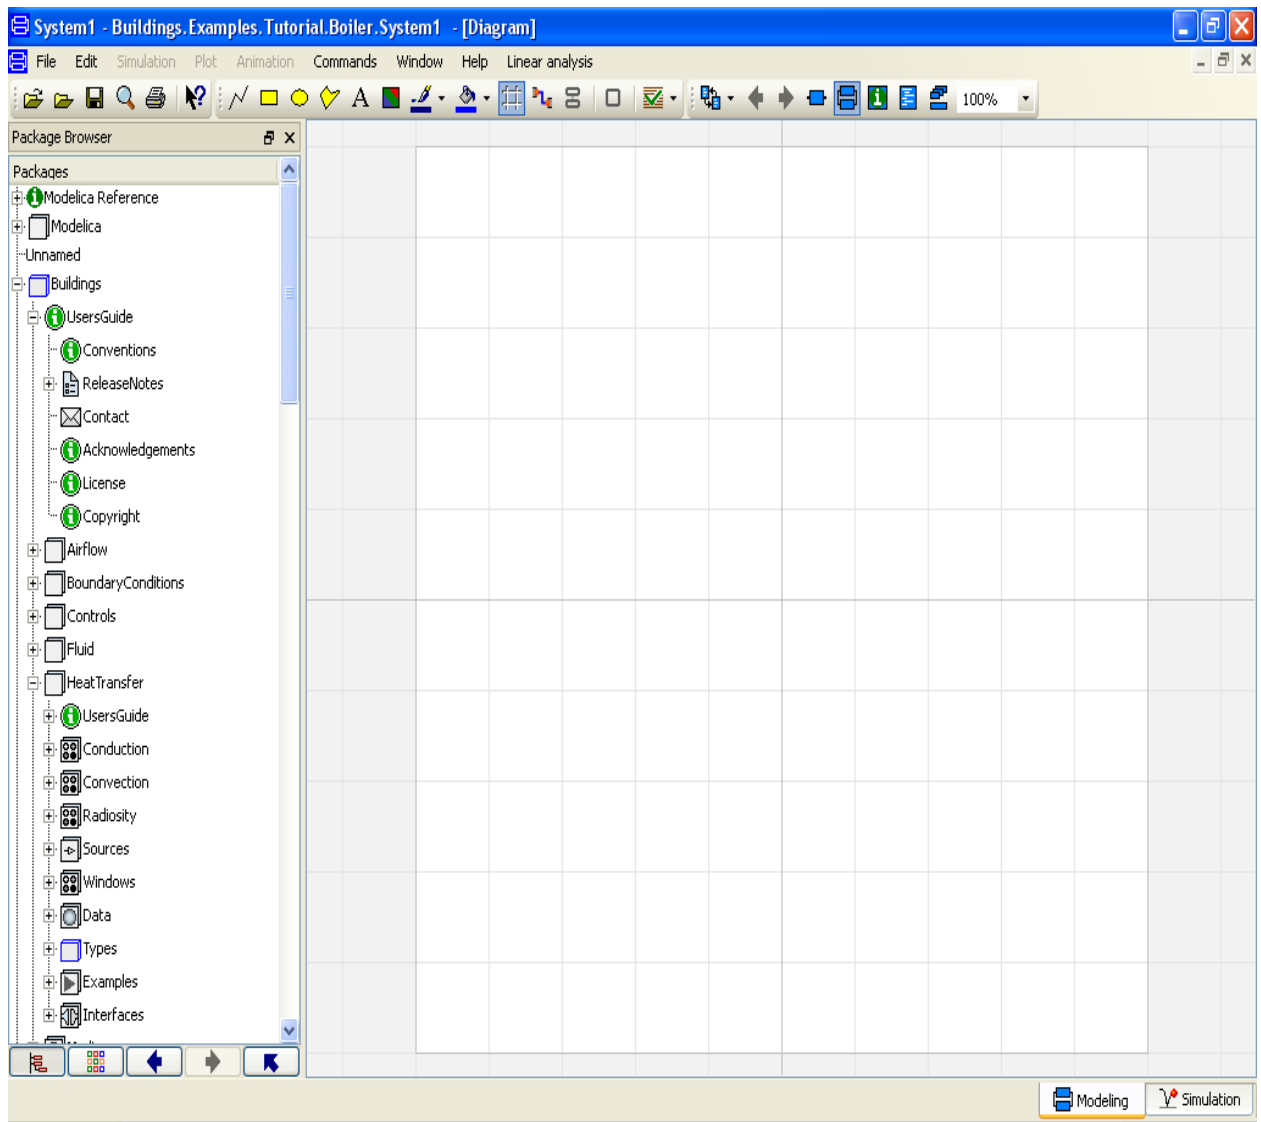 System1 - Buildings.Examples.Tutorial.Boiler.System1 - [Diagram]
File Edit Simulation Plot Animation Commands Window Help Linear analysis
100%
Package Browser
Packages
Modelica Reference
Modelica
Unnamed
Buildings
UsersGuide
Conventions
ReleaseNotes
Contact
Acknowledgements
License
Copyright
Airflow
BoundaryConditions
Controls
Fluid
HeatTransfer
UsersGuide
Conduction
Convection
Radiosity
Sources
Windows
Data
Types
Examples
Interfaces
Modeling Simulation